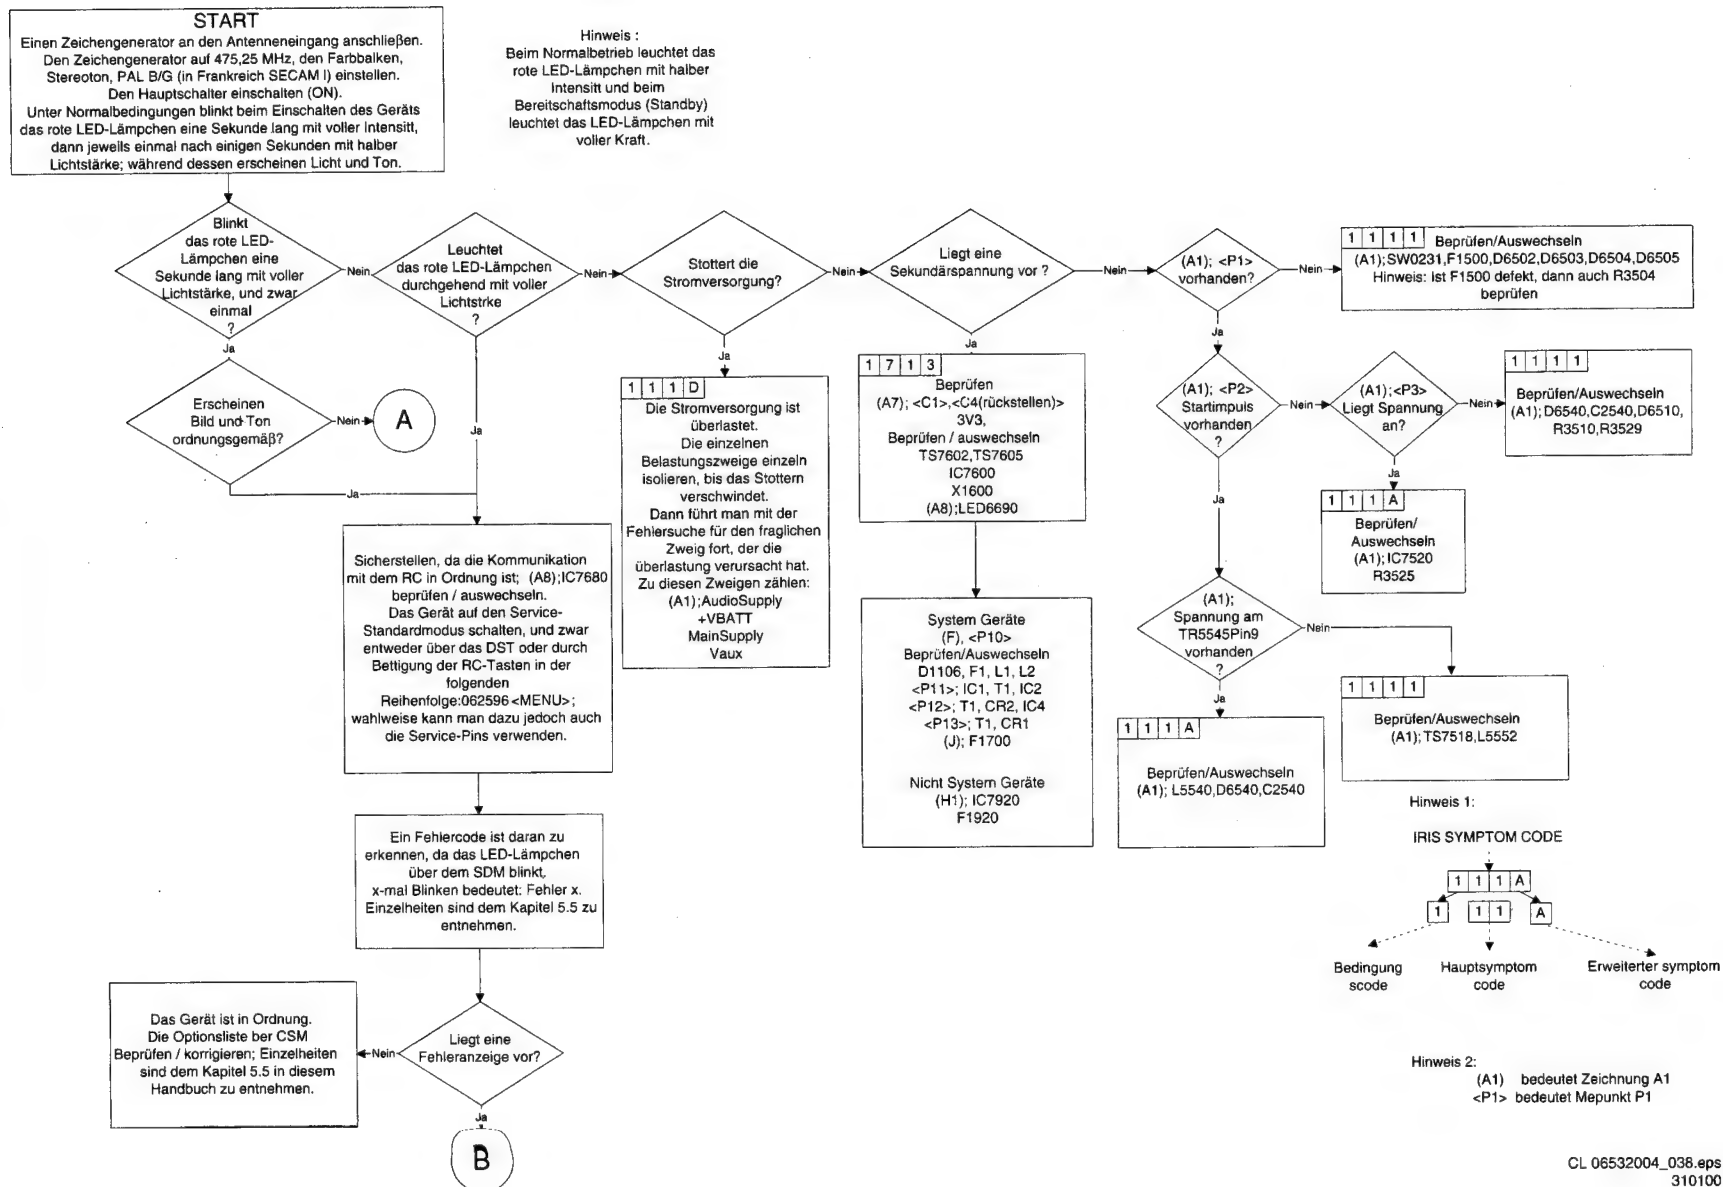 START
Einen Zeichengenerator an den Antenneneingang anschließen.
Den Zeichengenerator auf 475,25 MHz, den Farbbalken,
Stereoton, PAL B/G (in Frankreich SECAM I) einstellen.
Den Hauptschalter einschalten (ON).
Unter Normalbedingungen blinkt beim Einschalten des Geräts
das rote LED-Lämpchen eine Sekunde lang mit voller Intensitt,
dann jeweils einmal nach einigen Sekunden mit halber
Lichtstärke; während dessen erscheinen Licht und Ton.
Hinweis :
Beim Normalbetrieb leuchtet das
rote LED-Lämpchen mit halber
Intensitt und beim
Bereitschaftsmodus (Standby)
leuchtet das LED-Lämpchen mit
voller Kraft.
Blinkt
das rote LED-
Lämpchen eine
Sekunde lang mit voller
Lichtstärke, und zwar
einmal
?
Nein
Leuchtet
das rote LED-Lämpchen
durchgehend mit voller
Lichtstrke
?
Nein
Stottert die
Stromversorgung?
Nein
Liegt eine
Sekundärspannung vor ?
Nein
(A1); <P1>
vorhanden?
Nein
1 1 1 1
Beprüfen/Auswechseln
(A1);SW0231,F1500,D6502,D6503,D6504,D6505
Hinweis: Ist F1500 defekt, dann auch R3504
beprüfen
Ja
Erscheinen
Bild und Ton
ordnungsgemäβ?
Nein
A
Ja
Ja
Ja
1 1 1 D
Die Stromversorgung ist
überlastet.
Die einzelnen
Belastungszweige einzeln
isolieren, bis das Stottern
verschwindet.
Dann führt man mit der
Fehlersuche für den fraglichen
Zweig fort, der die
überlastung verursacht hat.
Zu diesen Zweigen zählen:
(A1);AudioSupply
+VBATT
MainSupply
Vaux
Ja
1 7 1 3
Beprüfen
(A7); <C1>,<C4(rückstellen)>
3V3,
Beprüfen / auswechseln
TS7602,TS7605
IC7600
X1600
(A8);LED6690
System Geräte
(F), <P10>
Beprüfen/Auswechseln
D1106, F1, L1, L2
<P11>; IC1, T1, IC2
<P12>; T1, CR2, IC4
<P13>; T1, CR1
(J); F1700
Nicht System Geräte
(H1); IC7920
F1920
Ja
(A1); <P2>
Startimpuls
vorhanden
?
Nein
(A1);<P3>
Liegt Spannung
an?
Nein
1 1 1 1
Beprüfen/Auswechseln
(A1);D6540,C2540,D6510,
R3510,R3529
Ja
1 1 1 A
Beprüfen/
Auswechseln
(A1); IC7520
R3525
Ja
(A1);
Spannung am
TR5545Pin9
vorhanden
?
Nein
1 1 1 1
Beprüfen/Auswechseln
(A1);TS7518,L5552
Ja
1 1 1 A
Beprüfen/Auswechseln
(A1); L5540,D6540,C2540
Ja
Sicherstellen, da die Kommunikation
mit dem RC in Ordnung ist; (A8);IC7680
beprüfen / auswechseln.
Das Gerät auf den Service-
Standardmodus schalten, und zwar
entweder über das DST oder durch
Bettigung der RC-Tasten in der
folgenden
Reihenfolge:062596<MENU>;
wahlweise kann man dazu jedoch auch
die Service-Pins verwenden.
Ein Fehlercode ist daran zu
erkennen, da das LED-Lämpchen
über dem SDM blinkt,
x-mal Blinken bedeutet: Fehler x.
Einzelheiten sind dem Kapitel 5.5 zu
entnehmen.
Liegt eine
Fehleranzeige vor?
Nein
Das Gerät ist in Ordnung.
Die Optionsliste ber CSM
Beprüfen / korrigieren; Einzelheiten
sind dem Kapitel 5.5 in diesem
Handbuch zu entnehmen.
Ja
B
Hinweis 1:
IRIS SYMPTOM CODE
1 1 1 A
1 1 1 A
Bedingung
scode
Hauptsymptom
code
Erweiterter symptom
code
Hinweis 2:
(A1) bedeutet Zeichnung A1
<P1> bedeutet Mepunkt P1
CL 06532004_038.eps
310100